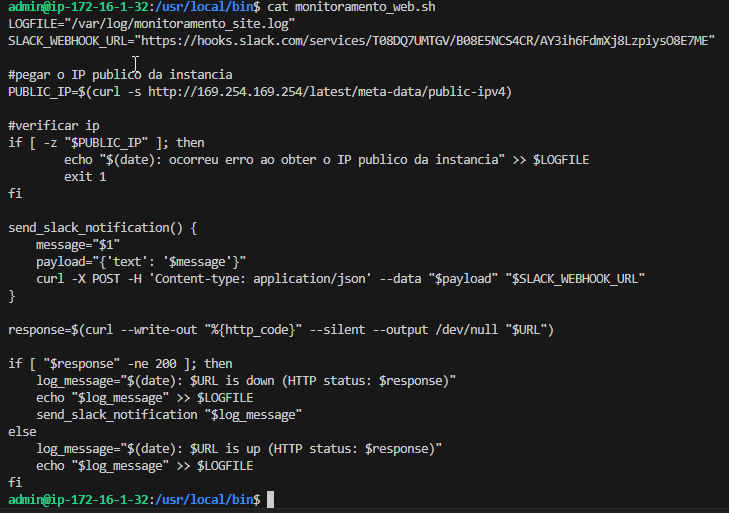 admin@ip-172-16-1-32:/usr/local/bin$ cat monitoramento_web.sh
LOGFILE="/var/log/monitoramento_site.log"
SLACK_WEBHOOK_URL="https://hooks.slack.com/services/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"

#pegar o IP publico da instancia
PUBLIC_IP=$(curl -s http://169.254.169.254/latest/meta-data/public-ipv4)

#verificar ip
if [ -z "$PUBLIC_IP" ]; then
        echo "$(date): ocorreu erro ao obter o IP publico da instancia" >> $LOGFILE
        exit 1
fi

send_slack_notification() {
    message="$1"
    payload="{'text': '$message'}"
    curl -X POST -H 'Content-type: application/json' --data "$payload" "$SLACK_WEBHOOK_URL"
}

response=$(curl --write-out "%{http_code}" --silent --output /dev/null "$URL")

if [ "$response" -ne 200 ]; then
    log_message="$(date): $URL is down (HTTP status: $response)"
    echo "$log_message" >> $LOGFILE
    send_slack_notification "$log_message"
else
    log_message="$(date): $URL is up (HTTP status: $response)"
    echo "$log_message" >> $LOGFILE
fi
admin@ip-172-16-1-32:/usr/local/bin$